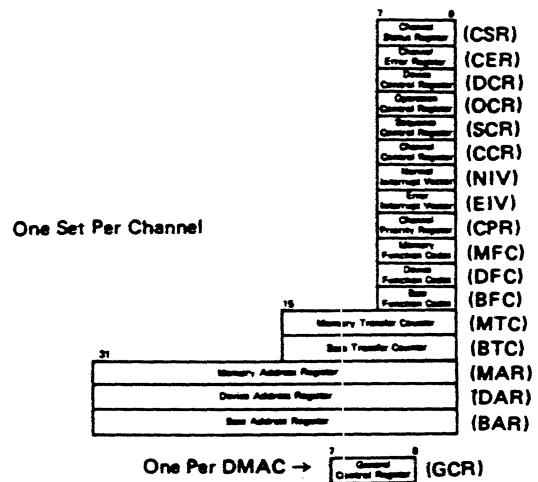 7 0
Channel
Status Register (CSR)
Channel
Error Register (CER)
Device
Control Register (DCR)
Operation
Control Register (OCR)
Sequence
Control Register (SCR)
Channel
Control Register (CCR)
Normal
Interrupt Vector (NIV)
Error
Interrupt Vector (EIV)
One Set Per Channel
Channel
Priority Register (CPR)
Memory
Function Codes (MFC)
Device
Function Codes (DFC)
Base
Function Codes (BFC)
15
Memory Transfer Counter (MTC)
Base Transfer Counter (BTC)
31
Memory Address Register (MAR)
Device Address Register (DAR)
Base Address Register (BAR)
7 0
One Per DMAC → General
Control Register (GCR)